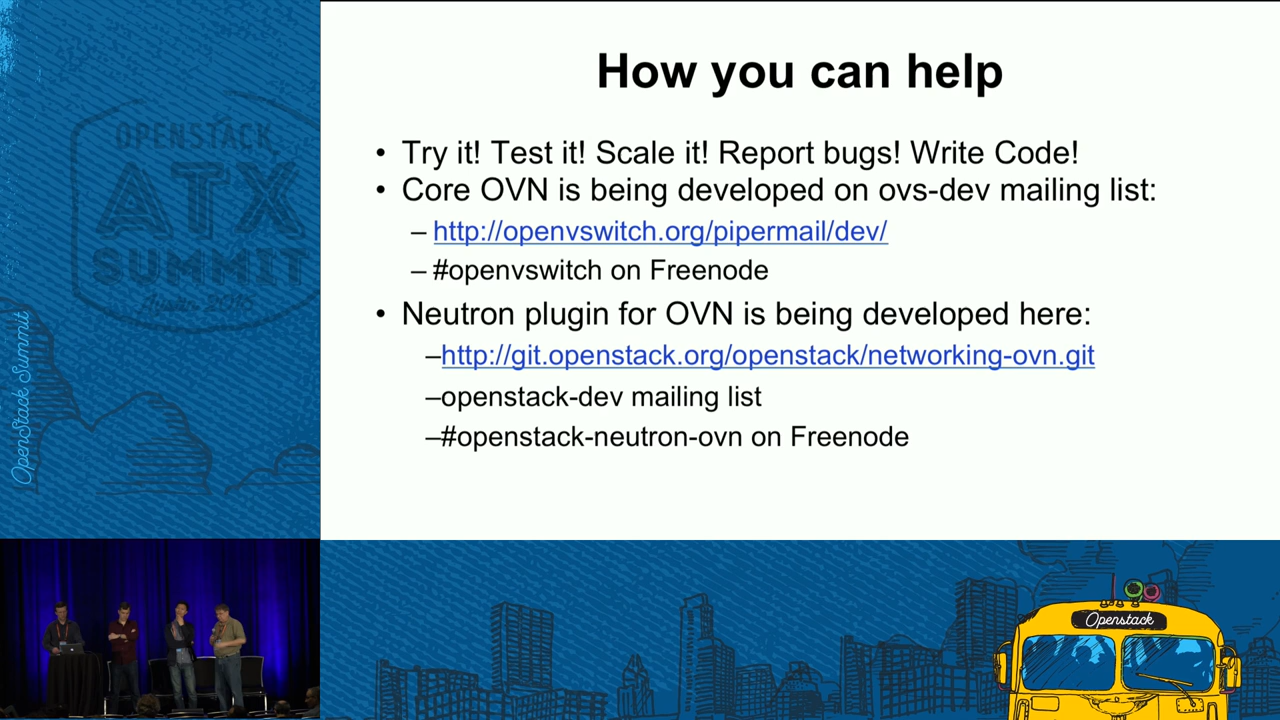 How you can help
• Try it! Test it! Scale it! Report bugs! Write Code!
• Core OVN is being developed on ovs-dev mailing list:
– http://openvswitch.org/pipermail/dev/
– #openvswitch on Freenode
• Neutron plugin for OVN is being developed here:
–http://git.openstack.org/openstack/networking-ovn.git
–openstack-dev mailing list
–#openstack-neutron-ovn on Freenode
OPENSTACK
ATX
SUMMIT
Austin 2016
OpenStack Summit
Openstack